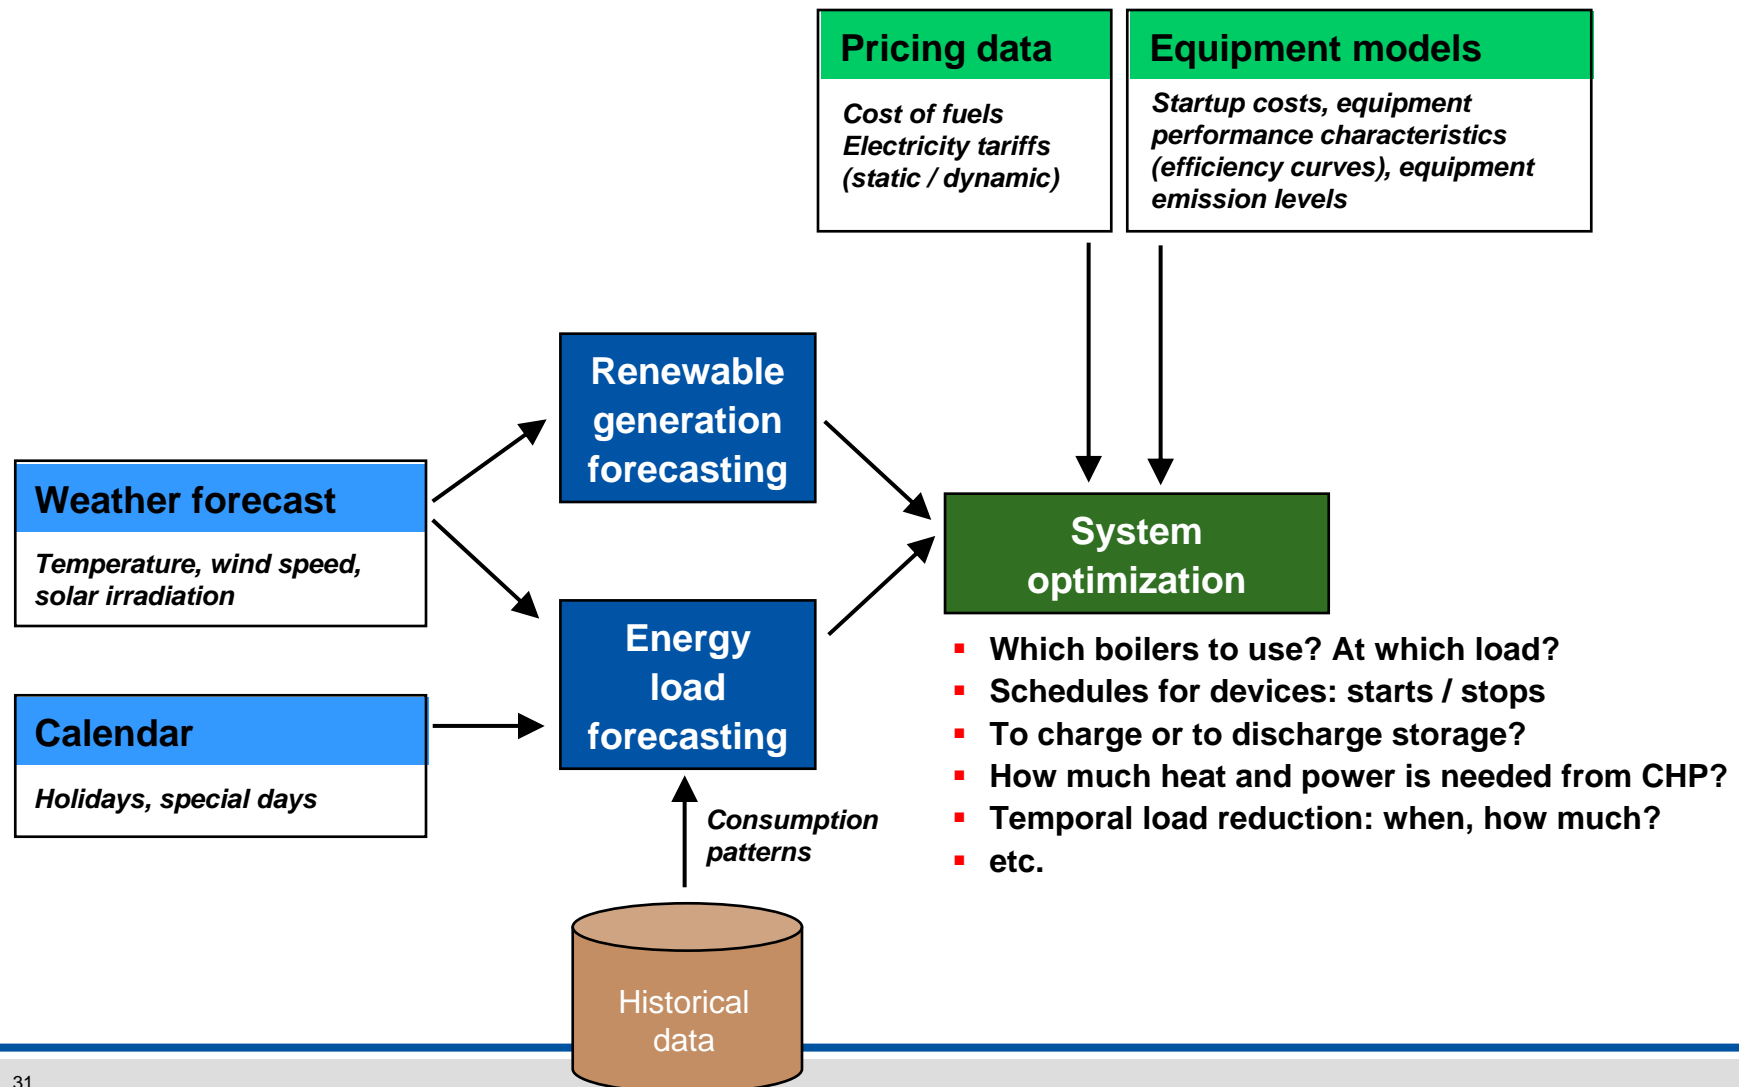 Pricing data
Cost of fuels
Electricity tariffs
(static / dynamic)
Equipment models
Startup costs, equipment
performance characteristics
(efficiency curves), equipment
emission levels
Renewable
generation
forecasting
Weather forecast
Temperature, wind speed,
solar irradiation
System
optimization
Energy
load
forecasting
Calendar
Holidays, special days
Consumption
patterns
Historical
data
▪ Which boilers to use? At which load?
▪ Schedules for devices: starts / stops
▪ To charge or to discharge storage?
▪ How much heat and power is needed from CHP?
▪ Temporal load reduction: when, how much?
▪ etc.
31